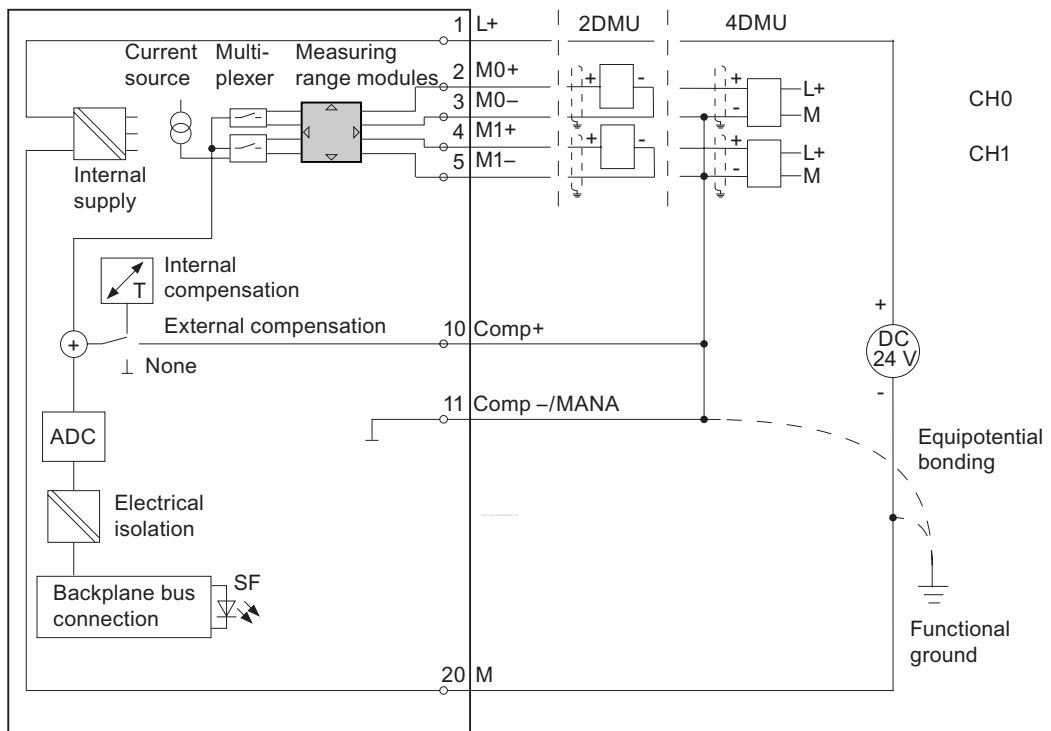 1 L+ 2DMU 4DMU
Current source
Multi-plexer
Measuring range modules
2 M0+
3 M0–
4 M1+
5 M1–
+ -
+ -
+ L+
- M
CH0
+ L+
- M
CH1
Internal supply
Internal compensation
T
External compensation
10 Comp+
+
None
11 Comp –/MANA
+
DC
24 V
-
ADC
Equipotential bonding
Electrical isolation
Backplane bus connection
SF
Functional ground
20 M